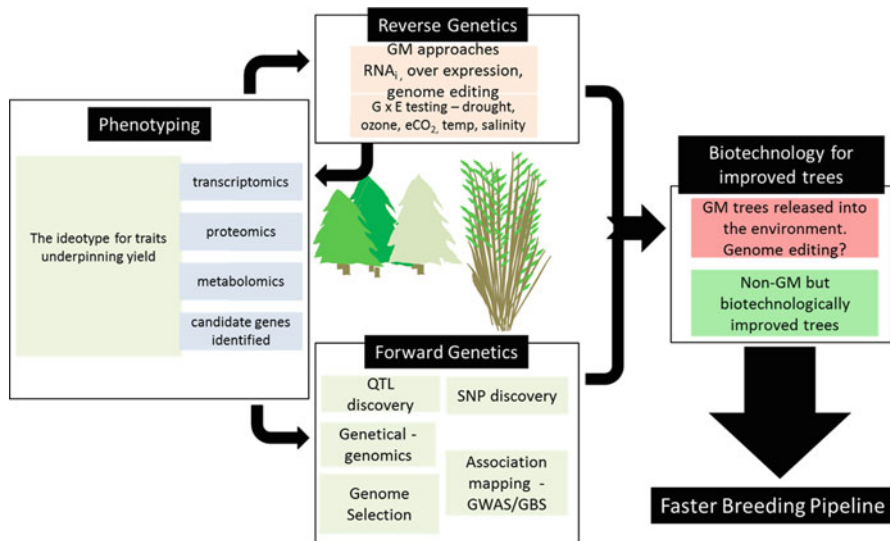 Phenotyping
The ideotype for traits
underpinning yield
transcriptomics
proteomics
metabolomics
candidate genes
identified
Reverse Genetics
GM approaches
RNAi, over expression,
genome editing
G x E testing – drought,
ozone, eCO2, temp, salinity
Forward Genetics
QTL
discovery
SNP discovery
Genetical -
genomics
Association
mapping -
GWAS/GBS
Genome
Selection
Biotechnology for
improved trees
GM trees released into
the environment.
Genome editing?
Non-GM but
biotechnologically
improved trees
Faster Breeding Pipeline